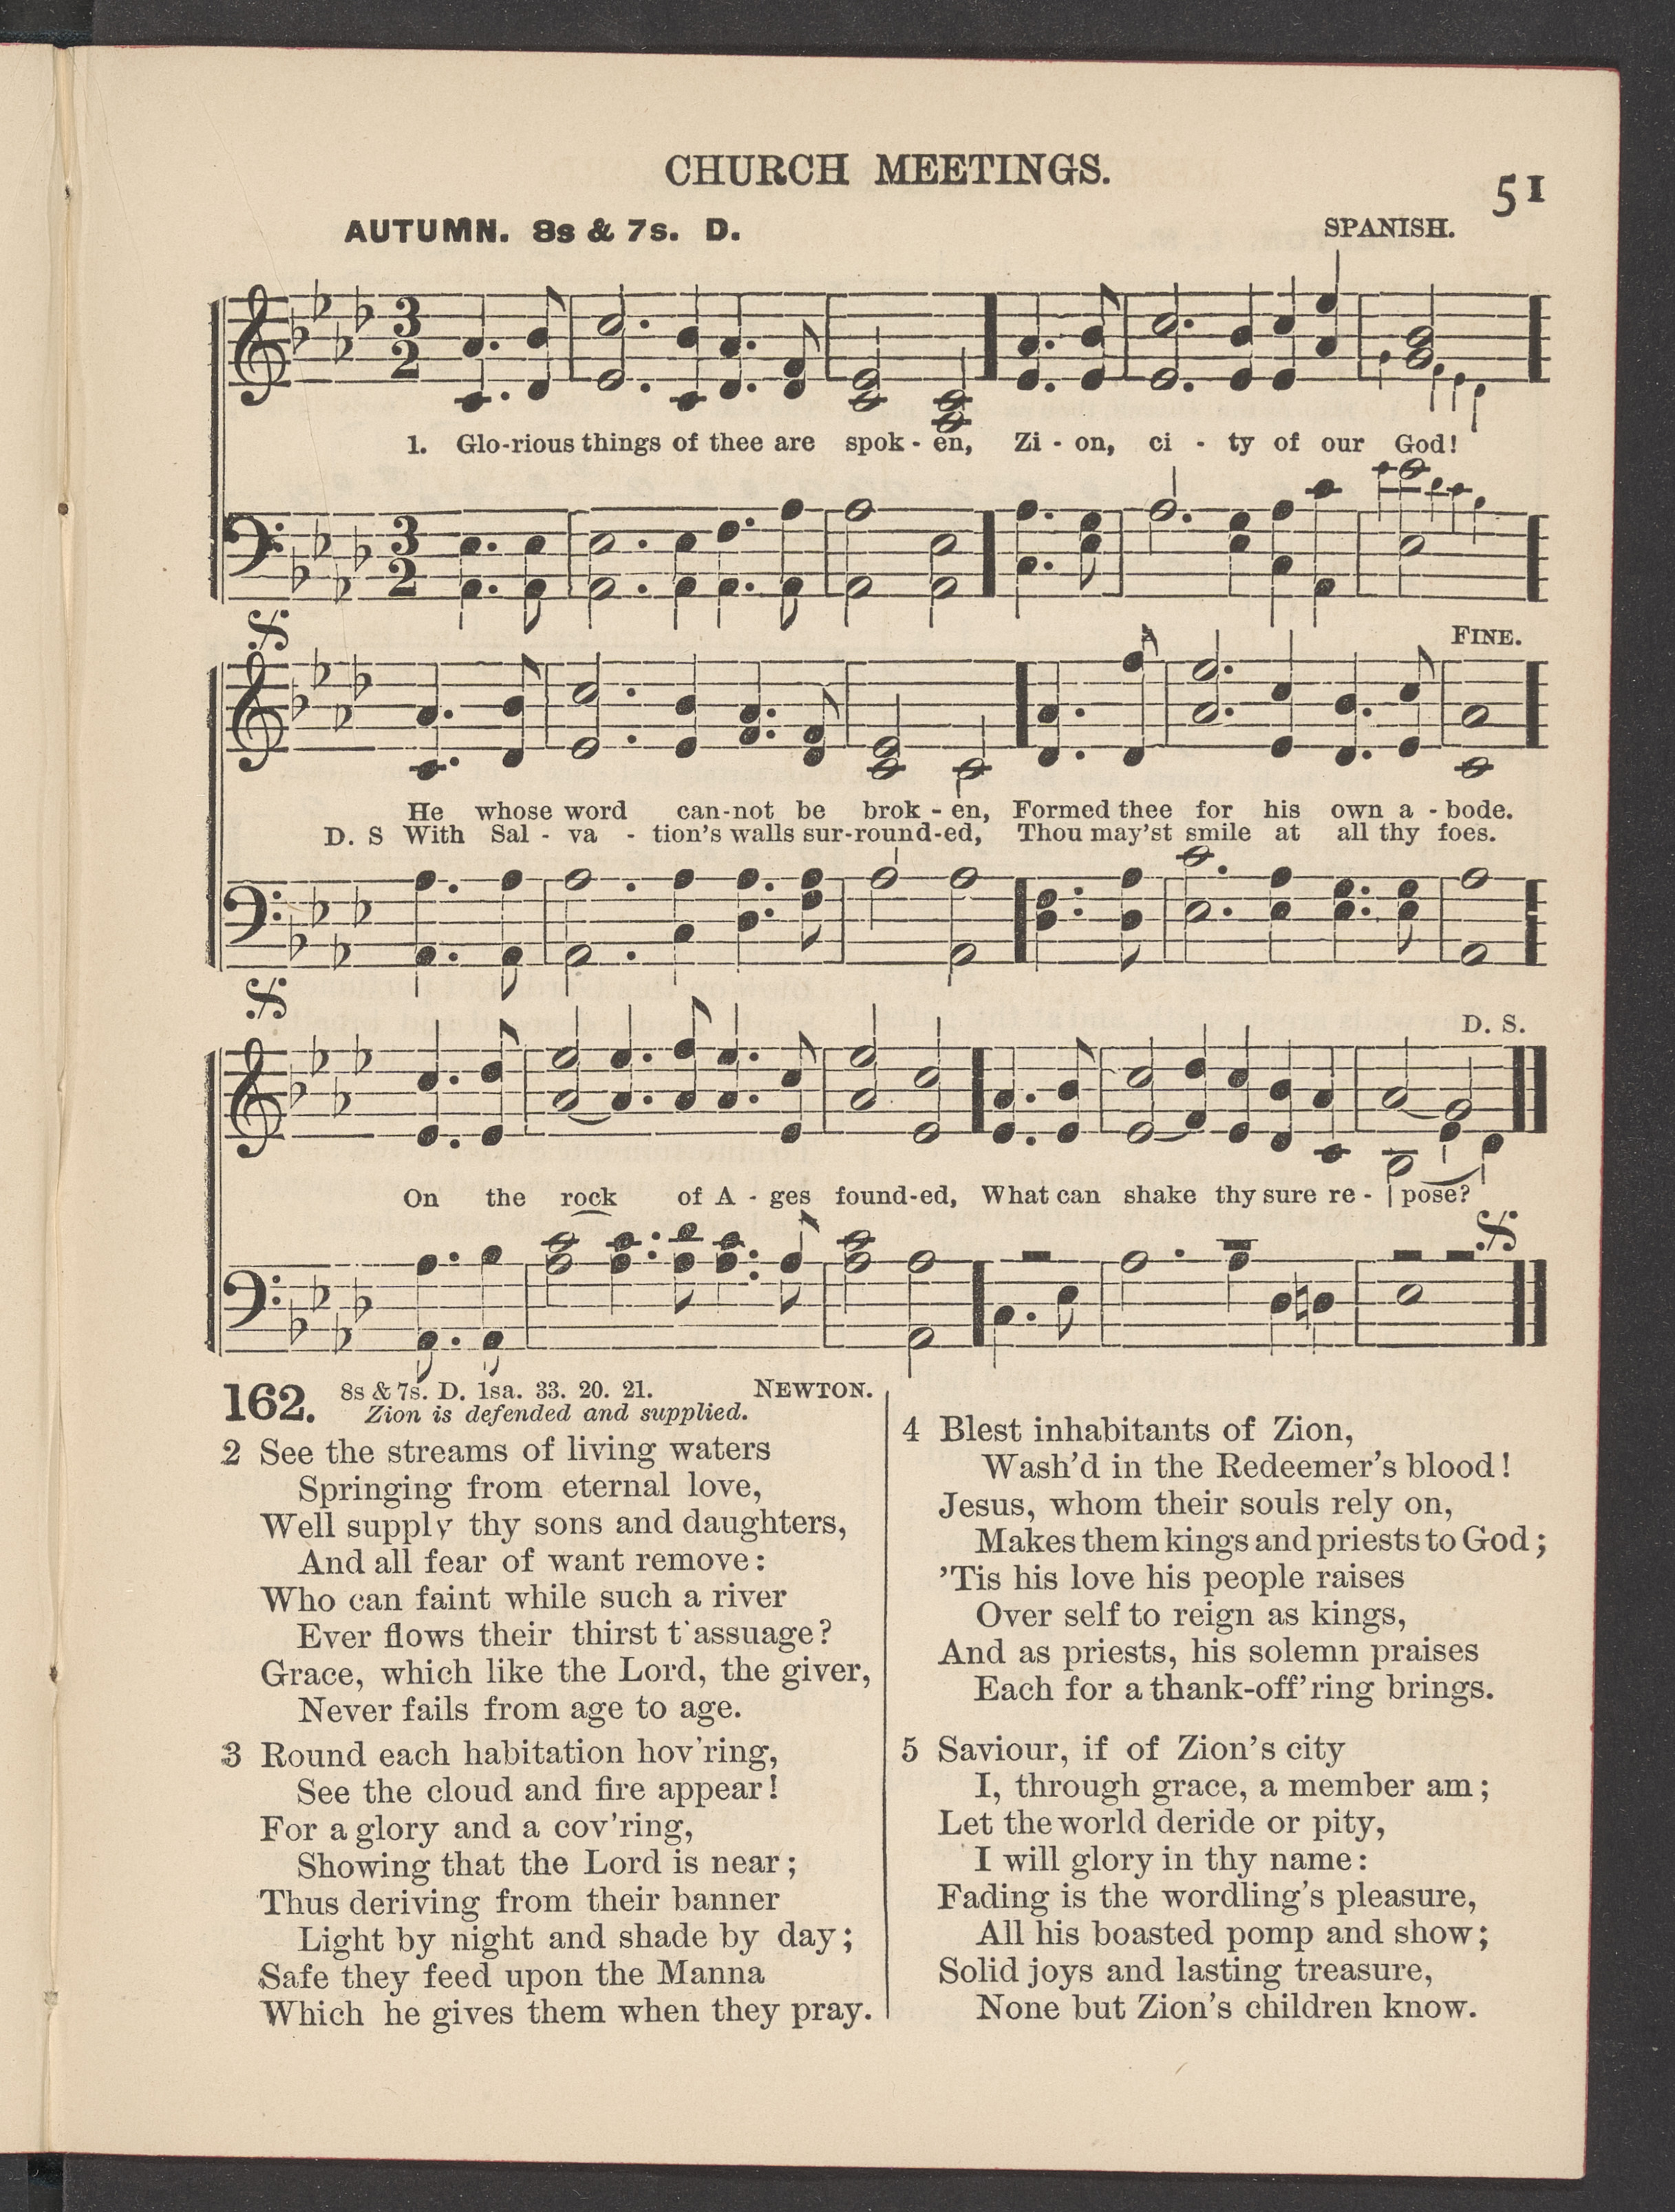 CHURCH MEETINGS.
51
AUTUMN. 8s & 7s. D.
SPANISH.
3 2
1. Glo-rious things of thee are spok - en, Zi - on, ci - ty of our God!
3 2
FINE.
He whose word can-not be brok - en, Formed thee for his own a - bode.
D. S With Sal - va - tion's walls sur-round-ed, Thou may'st smile at all thy foes.
D. S.
On the rock of A - ges found-ed, What can shake thy sure re - pose?
162. 8s & 7s. D. 1sa. 33. 20. 21. NEWTON.
Zion is defended and supplied.
2 See the streams of living waters
Springing from eternal love,
Well supply thy sons and daughters,
And all fear of want remove:
Who can faint while such a river
Ever flows their thirst t'assuage?
Grace, which like the Lord, the giver,
Never fails from age to age.
3 Round each habitation hov'ring,
See the cloud and fire appear!
For a glory and a cov'ring,
Showing that the Lord is near;
Thus deriving from their banner
Light by night and shade by day;
Safe they feed upon the Manna
Which he gives them when they pray.
4 Blest inhabitants of Zion,
Wash'd in the Redeemer's blood!
Jesus, whom their souls rely on,
Makes them kings and priests to God;
'Tis his love his people raises
Over self to reign as kings,
And as priests, his solemn praises
Each for a thank-off'ring brings.
5 Saviour, if of Zion's city
I, through grace, a member am;
Let the world deride or pity,
I will glory in thy name:
Fading is the wordling's pleasure,
All his boasted pomp and show;
Solid joys and lasting treasure,
None but Zion's children know.